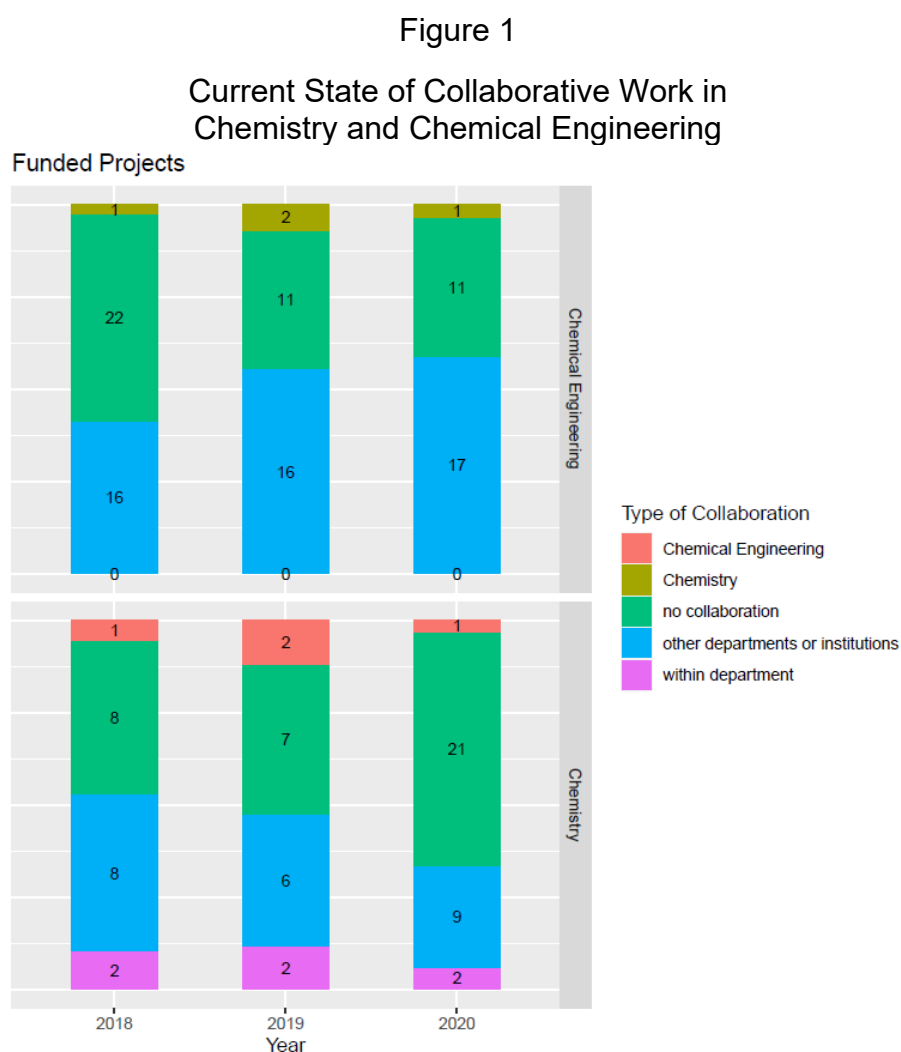 Figure 1
Current State of Collaborative Work in
Chemistry and Chemical Engineering
Funded Projects
1
2
1
22
11
11
16
16
17
0
0
0
Chemical Engineering
1
2
1
8
7
21
8
6
9
2
2
2
Chemistry
2018
2019
2020
Year
Type of Collaboration
Chemical Engineering
Chemistry
no collaboration
other departments or institutions
within department